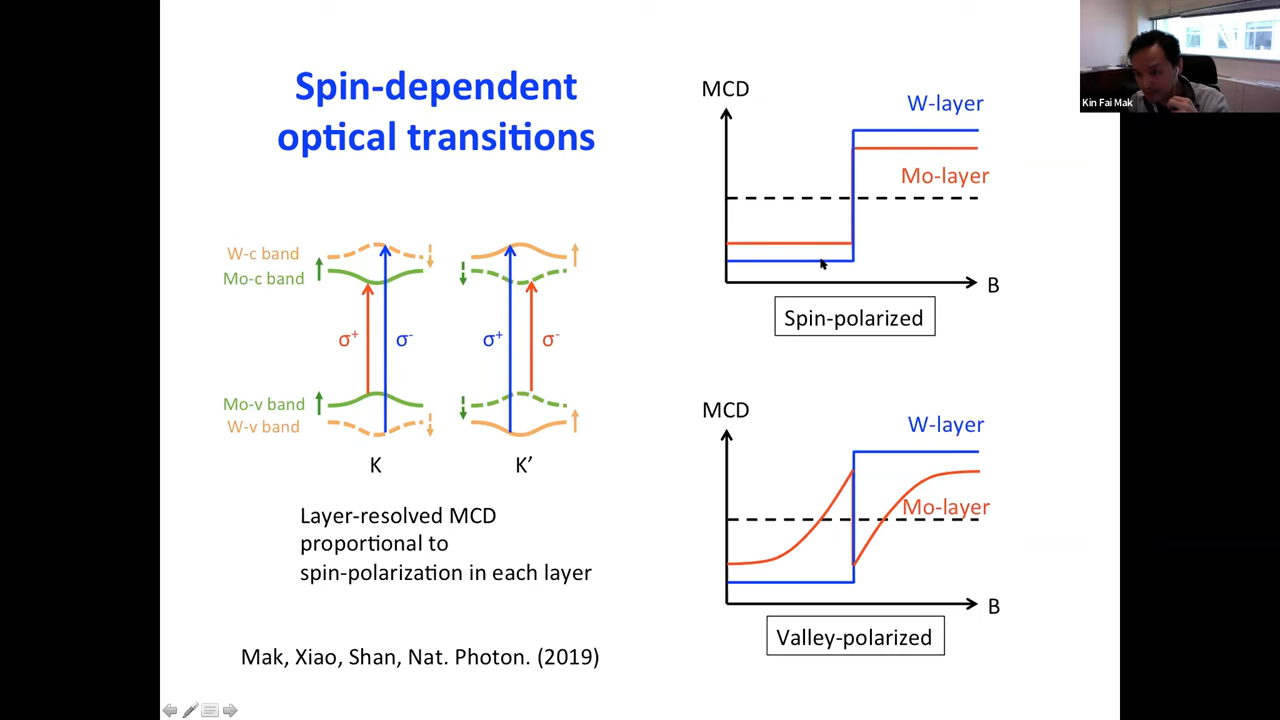 Spin-dependent
optical transitions
W-c band
Mo-c band
σ⁺
σ⁻
σ⁺
σ⁻
Mo-v band
W-v band
K
K’
Layer-resolved MCD
proportional to
spin-polarization in each layer
Mak, Xiao, Shan, Nat. Photon. (2019)
MCD
W-layer
Mo-layer
B
Spin-polarized
MCD
W-layer
Mo-layer
B
Valley-polarized
Kin Fai Mak